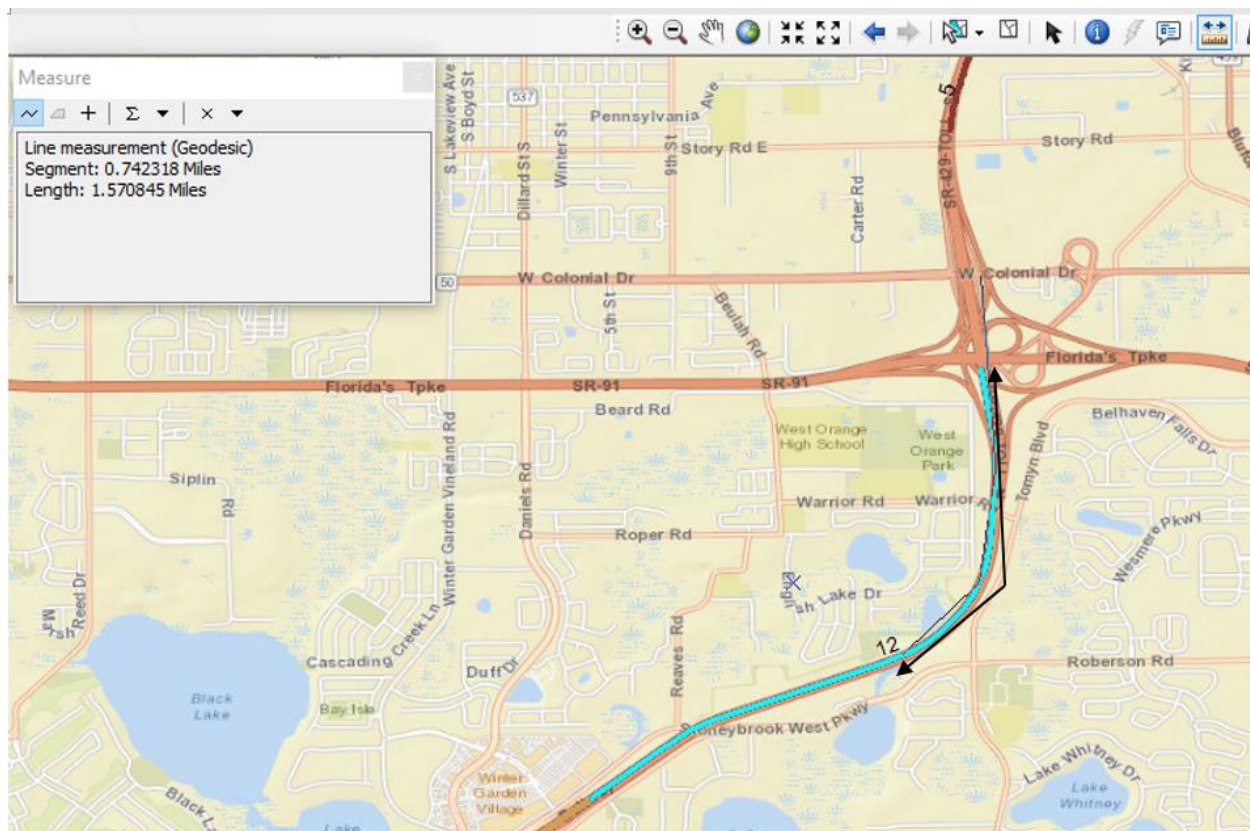 Measure
Line measurement (Geodesic)
Segment: 0.742318 Miles
Length: 1.570845 Miles
S Lakeview Ave
S Boyd St
537
Dillard St S
Winter St
Pennsylvania Ave
9th St
Story Rd E
Carter Rd
SR-429-TOLL S
5
Story Rd
439
50
W Colonial Dr
W Colonial Dr
5th St
Beulah Rd
Florida's Tpke
SR-91
SR-91
Florida's Tpke
Beard Rd
West Orange
High School
West
Orange
Park
Tomyn Blvd
Belhaven Falls Dr
Siplin
Rd
Winter Garden Vineland Rd
Daniels Rd
Warrior Rd
Warrior
Roper Rd
Wesmere Pkwy
Marsh
Reed Dr
sh Lake Dr
Cascading Creek Ln
Duff Dr
Reaves Rd
12
Roberson Rd
Black
Lake
Bay Isle
Stoneybrook West Pkwy
Winter
Garden
Village
Lake Whitney Dr
Lake
Whitney
Black
Lake